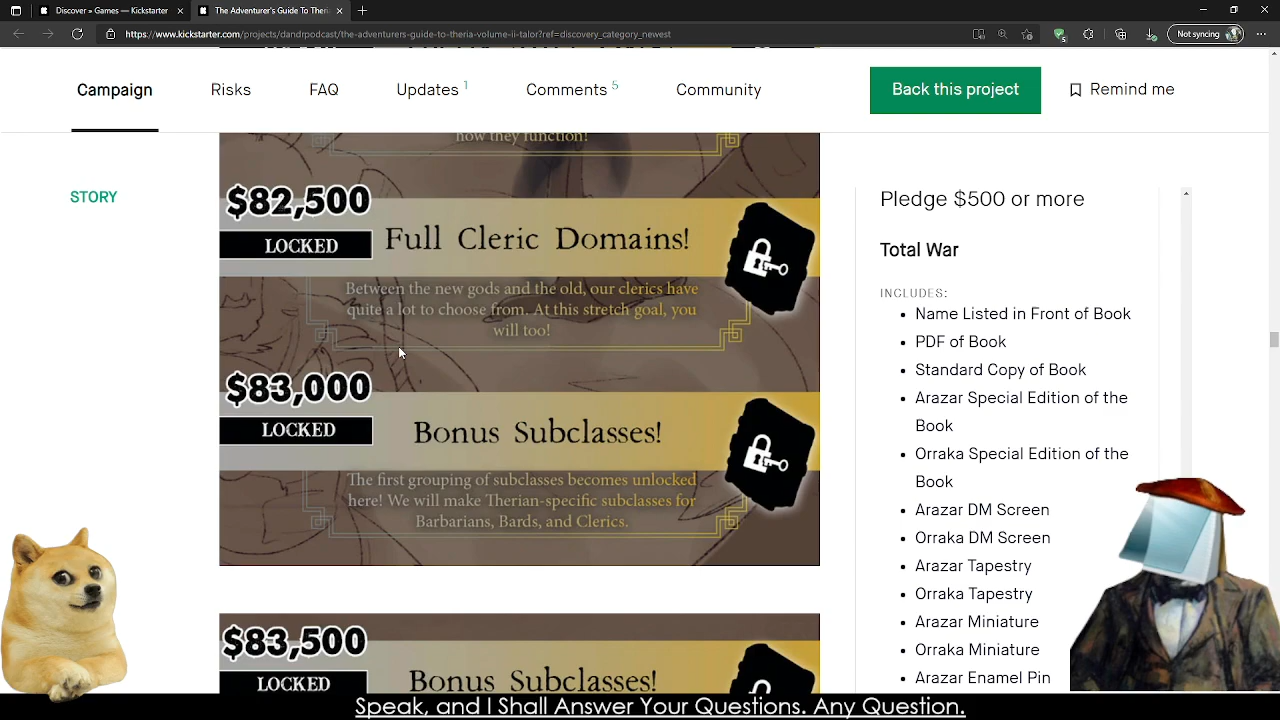 Discover » Games — Kickstarter
The Adventurer's Guide To Theri
https://www.kickstarter.com/projects/dandrpodcast/the-adventurers-guide-to-theria-volume-ii-talor?ref=discovery_category_newest
Not syncing
Campaign
Risks
FAQ
Updates 1
Comments 5
Community
Back this project
Remind me
STORY
how they function!
$82,500
LOCKED
Full Cleric Domains!
Between the new gods and the old, our clerics have
quite a lot to choose from. At this stretch goal, you
will too!
$83,000
LOCKED
Bonus Subclasses!
The first grouping of subclasses becomes unlocked
here! We will make Therian-specific subclasses for
Barbarians, Bards, and Clerics.
$83,500
LOCKED
Bonus Subclasses!
Pledge $500 or more
Total War
INCLUDES:
Name Listed in Front of Book
PDF of Book
Standard Copy of Book
Arazar Special Edition of the
Book
Orraka Special Edition of the
Book
Arazar DM Screen
Orraka DM Screen
Arazar Tapestry
Orraka Tapestry
Arazar Miniature
Orraka Miniature
Arazar Enamel Pin
Speak, and I Shall Answer Your Questions. Any Question.